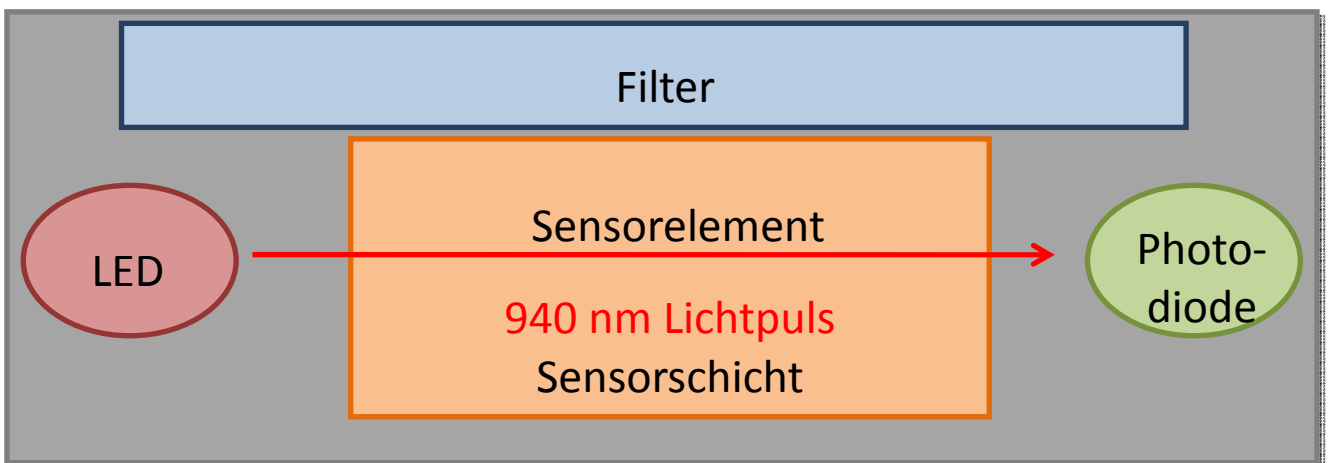 Filter
Sensorelement
LED
Photo-
diode
940 nm Lichtpuls
Sensorschicht